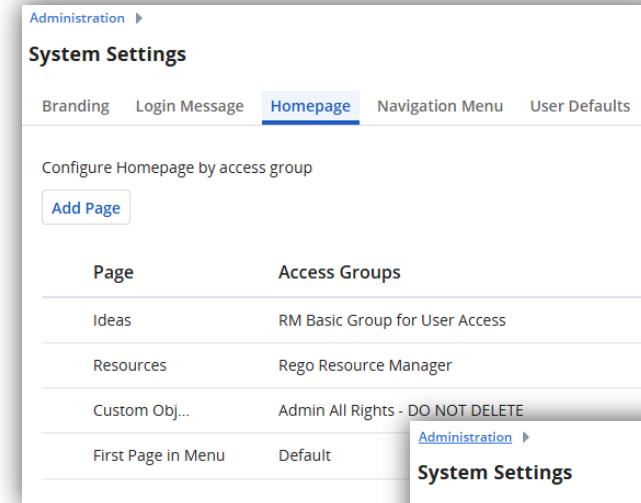 Administration
System Settings
Branding Login Message Homepage Navigation Menu User Defaults
Configure Homepage by access group
Add Page
Page Access Groups
Ideas RM Basic Group for User Access
Resources Rego Resource Manager
Custom Obj... Admin All Rights - DO NOT DELETE
First Page in Menu Default
Administration
System Settings